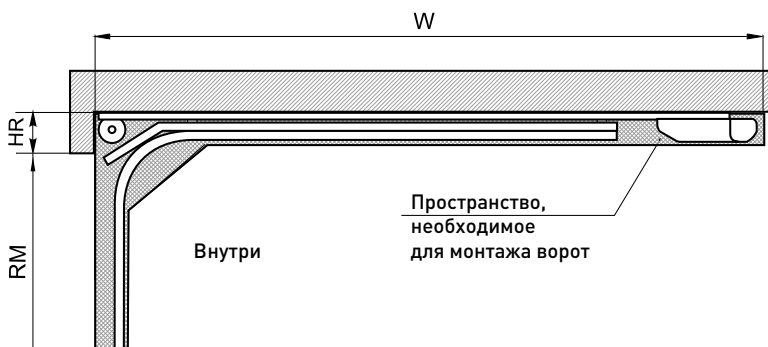 W
HR
RM
Внутри
Пространство,
необходимое
для монтажа ворот